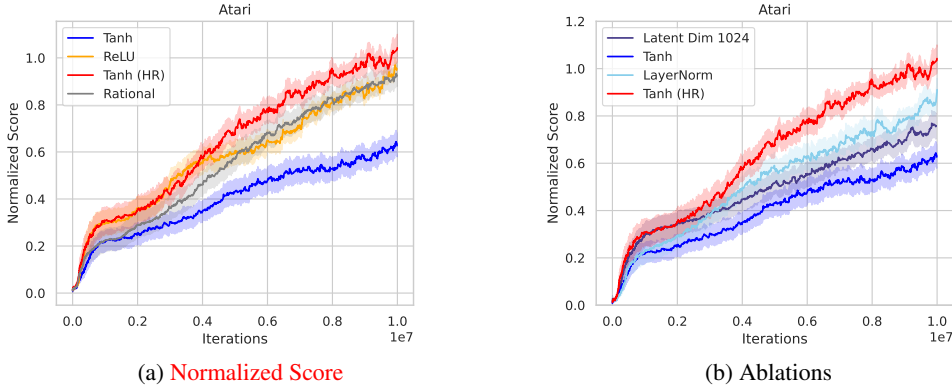 Atari
Normalized Score
1.0
0.8
0.6
0.4
0.2
0.0
Tanh
ReLU
Tanh (HR)
Rational
0.0
0.2
0.4
0.6
0.8
1.0
1e7
Iterations
(a) Normalized Score
Atari
Normalized Score
1.2
1.0
0.8
0.6
0.4
0.2
0.0
Latent Dim 1024
Tanh
LayerNorm
Tanh (HR)
0.0
0.2
0.4
0.6
0.8
1.0
1e7
Iterations
(b) Ablations